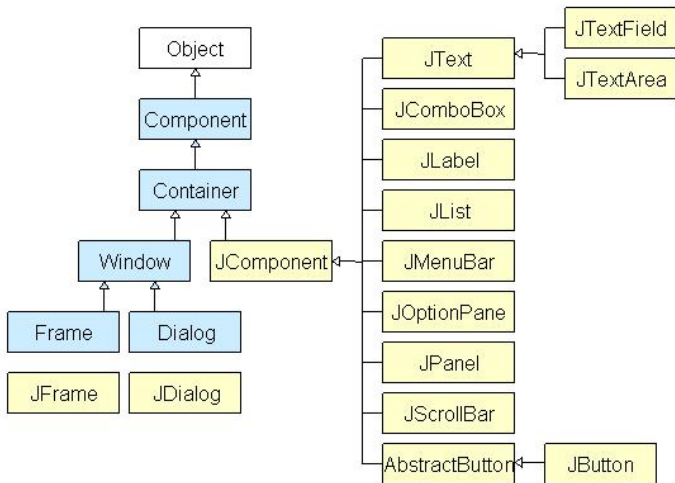 Object
Component
Container
Window
JComponent
Frame
Dialog
JFrame
JDialog
JText
JComboBox
JLabel
JList
JMenuBar
JOptionPane
JPanel
JScrollBar
AbstractButton
JTextField
JTextArea
JButton